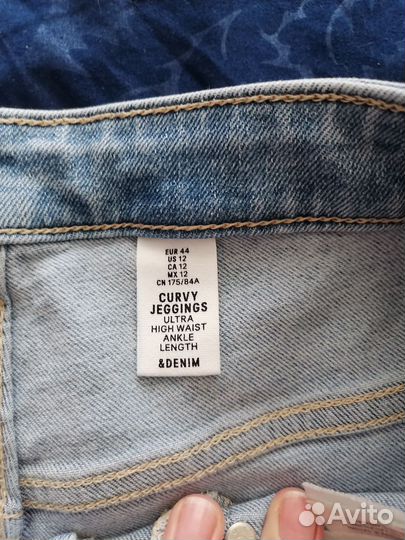 EUR 44
US 12
CA 12
MX 12
CN 175/84A
CURVY
JEGGINGS
ULTRA
HIGH WAIST
ANKLE
LENGTH
&DENIM
Avito